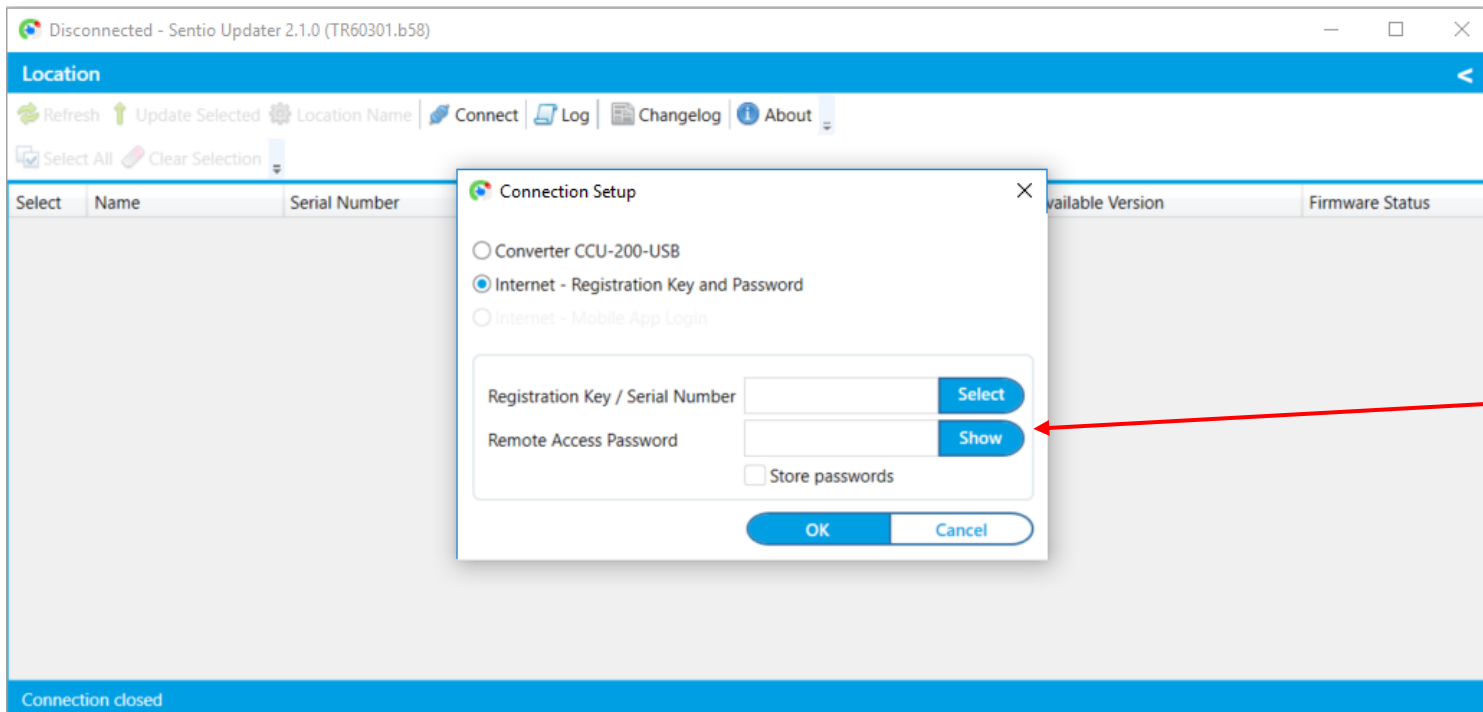 Disconnected - Sentio Updater 2.1.0 (TR60301.b58)
Location
Refresh Update Selected Location Name Connect Log Changelog About
Select All Clear Selection
Select Name Serial Number vailable Version Firmware Status
Connection Setup
Converter CCU-200-USB
Internet - Registration Key and Password
Internet - Mobile App Login
Registration Key / Serial Number Select
Remote Access Password Show
Store passwords
OK Cancel
Connection closed